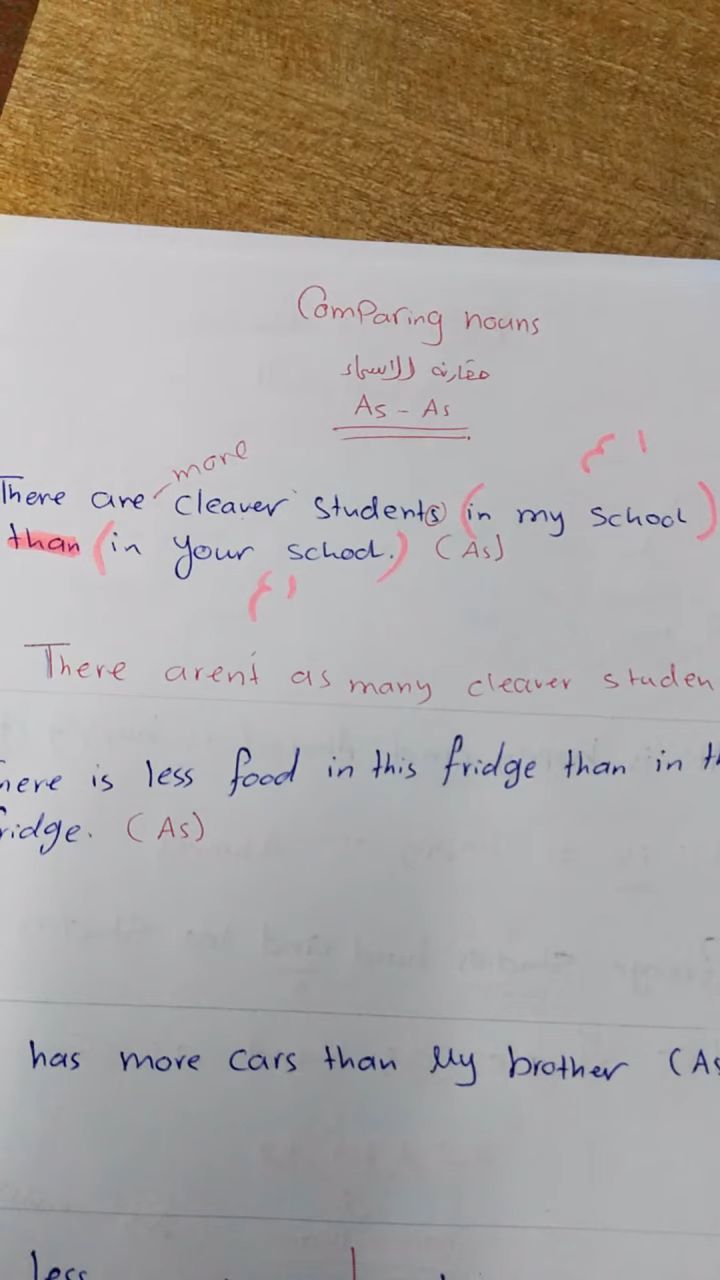 Comparing nouns
مقارنة الاسماء
As - As
more
There are cleaver students in my school
than (in your school.) (As)
There aren't as many cleaver studen
here is less food in this fridge than in th
ridge. (As)
has more cars than My brother (As
less